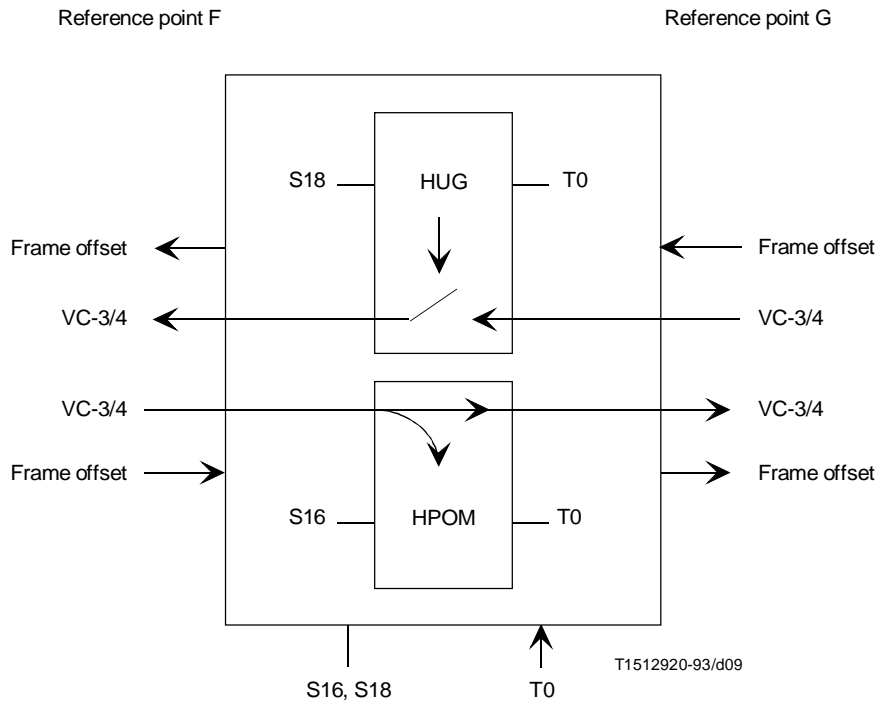 Reference point F
Reference point G
S18
HUG
T0
Frame offset
Frame offset
VC-3/4
VC-3/4
VC-3/4
VC-3/4
Frame offset
Frame offset
S16
HPOM
T0
T1512920-93/d09
S16, S18
T0